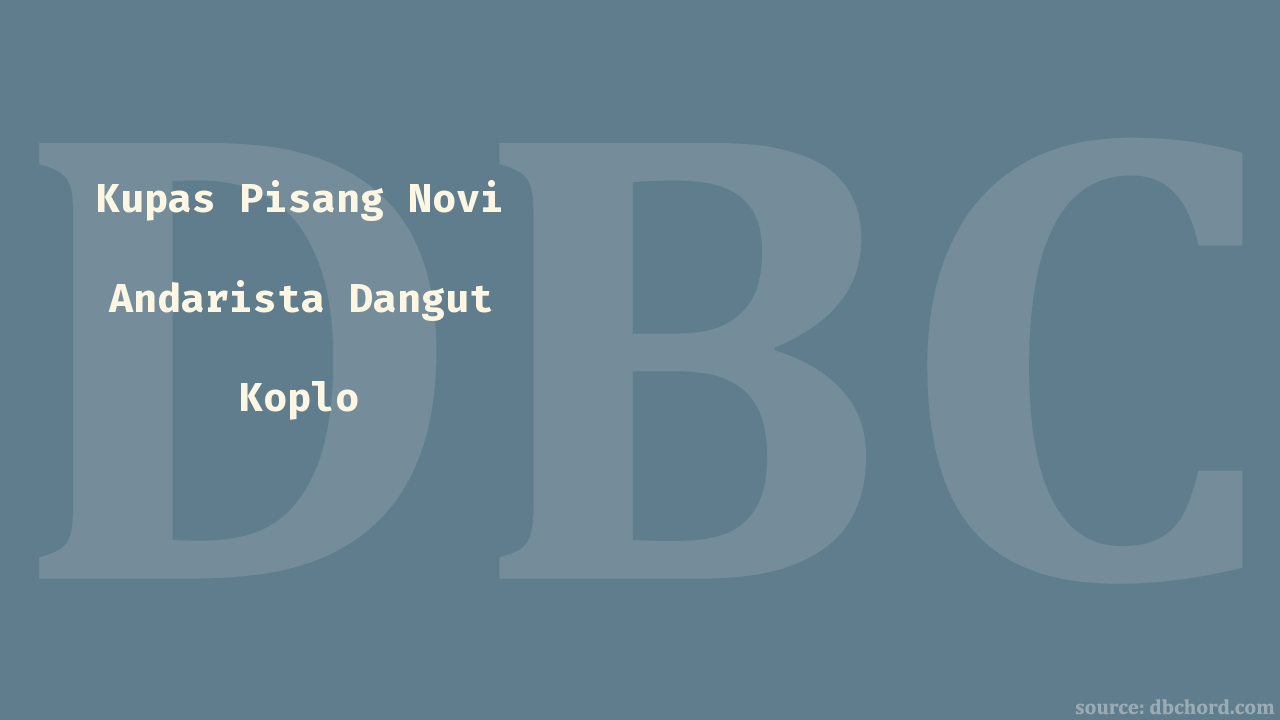 DBC
Kupas Pisang Novi
Andarista Dangut
Koplo
source: dbchord.com